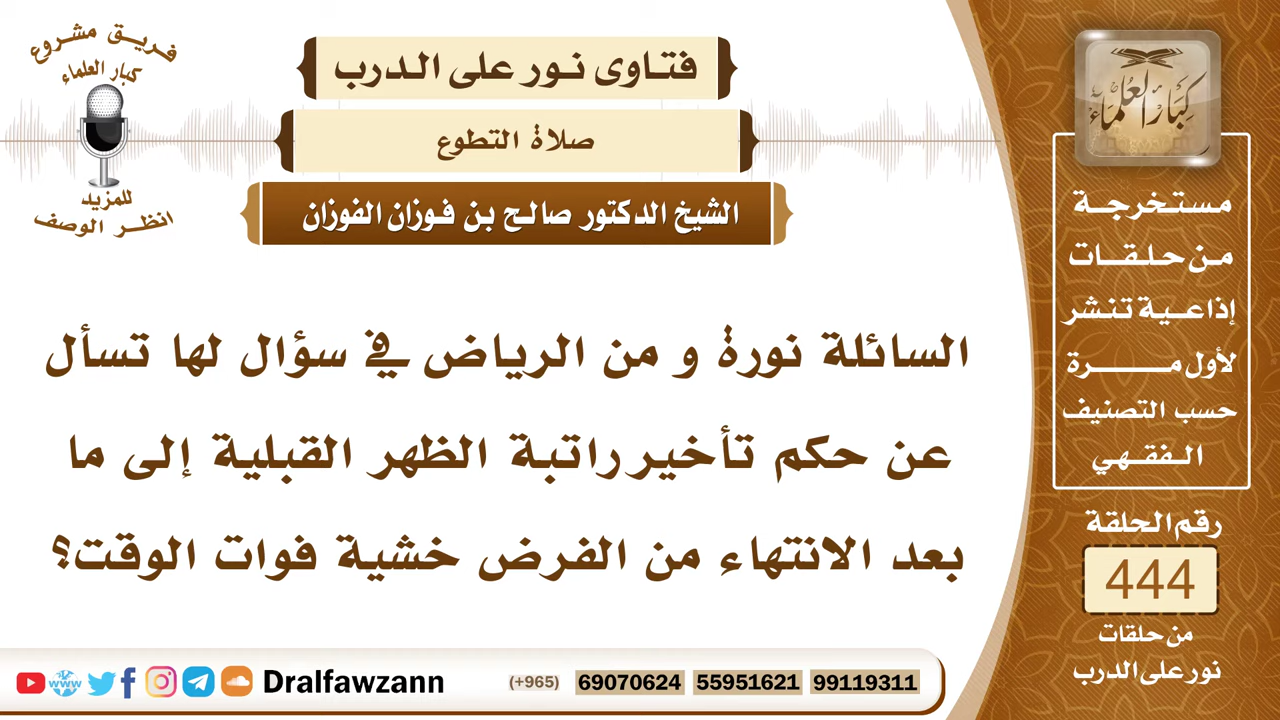 فريق مشروع
كبار العلماء
للمزيد
انظر الوصف
فتاوى نور على الدرب
صلاة التطوع
الشيخ الدكتور صالح بن فوزان الفوزان
السائلة نورة و من الرياض في سؤال لها تسأل
عن حكم تأخير راتبة الظهر القبلية إلى ما
بعد الانتهاء من الفرض خشية فوات الوقت؟
كبار العلماء
مستخرجة
من حلقات
إذاعية تنشر
لأول مرة
حسب التصنيف
الفقهي
رقم الحلقة
444
من حلقات
نور على الدرب
www
Dralfawzann
(+965) 69070624 55951621 99119311